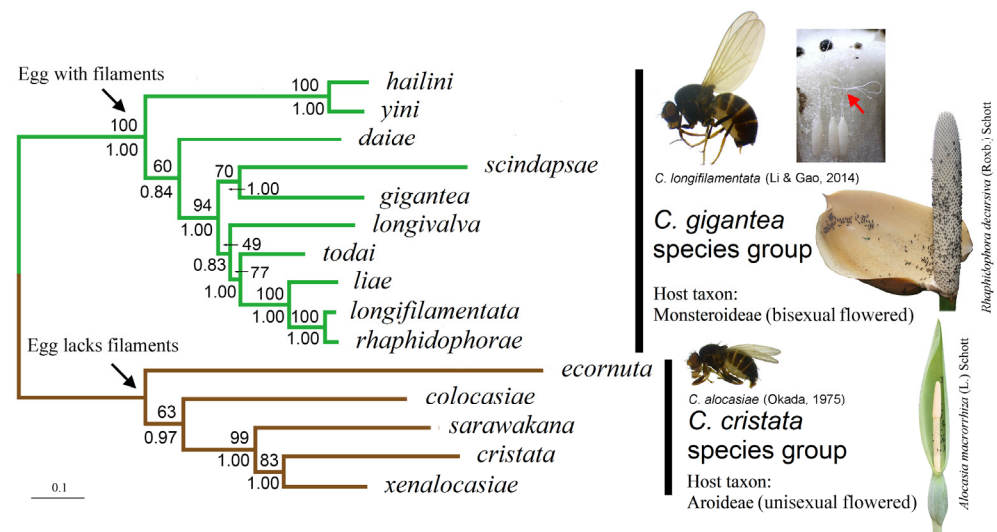 Egg with filaments
100
1.00
100
1.00
hailini
yini
daiae
60
0.84
70
1.00
scindapsae
gigantea
94
1.00
longivalva
49
0.83
todai
77
1.00
liae
100
1.00
longifilamentata
100
1.00
rhaphidophorae
Egg lacks filaments
ecornuta
63
0.97
colocasiae
sarawakana
99
1.00
cristata
83
1.00
xenalocasiae
0.1
C. longifilamentata (Li & Gao, 2014)
C. gigantea
species group
Host taxon:
Monsteroideae (bisexual flowered)
Rhaphidophora decursiva (Roxb.) Schott
C. alocasiae (Okada, 1975)
C. cristata
species group
Host taxon:
Aroideae (unisexual flowered)
Alocasia macrorrhiza (L.) Schott